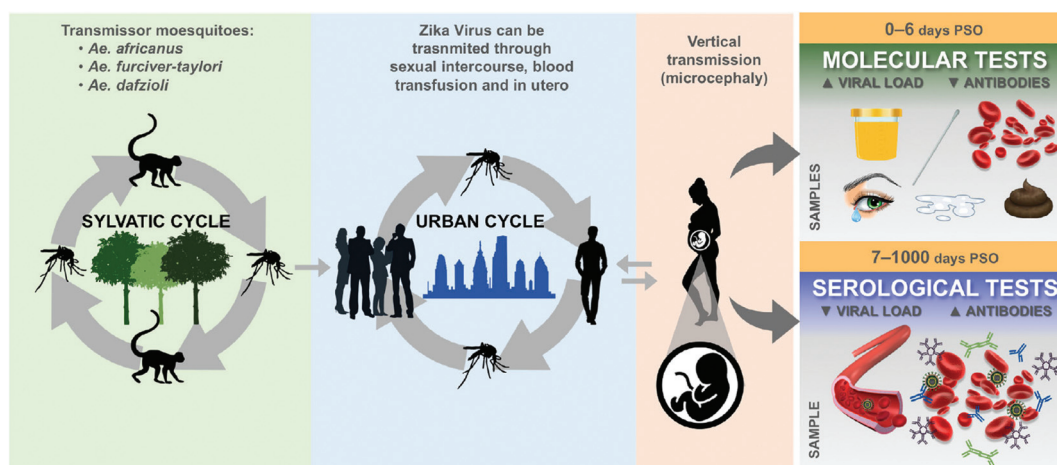 Transmissor moesquitoes:
• Ae. africanus
• Ae. furciver-taylori
• Ae. dafzioli
SYLVATIC CYCLE
Zika Virus can be
trasnmited through
sexual intercourse, blood
transfusion and in utero
URBAN CYCLE
Vertical
transmission
(microcephaly)
0–6 days PSO
MOLECULAR TESTS
▲ VIRAL LOAD ▼ ANTIBODIES
SAMPLES
7–1000 days PSO
SEROLOGICAL TESTS
▼ VIRAL LOAD ▲ ANTIBODIES
SAMPLE